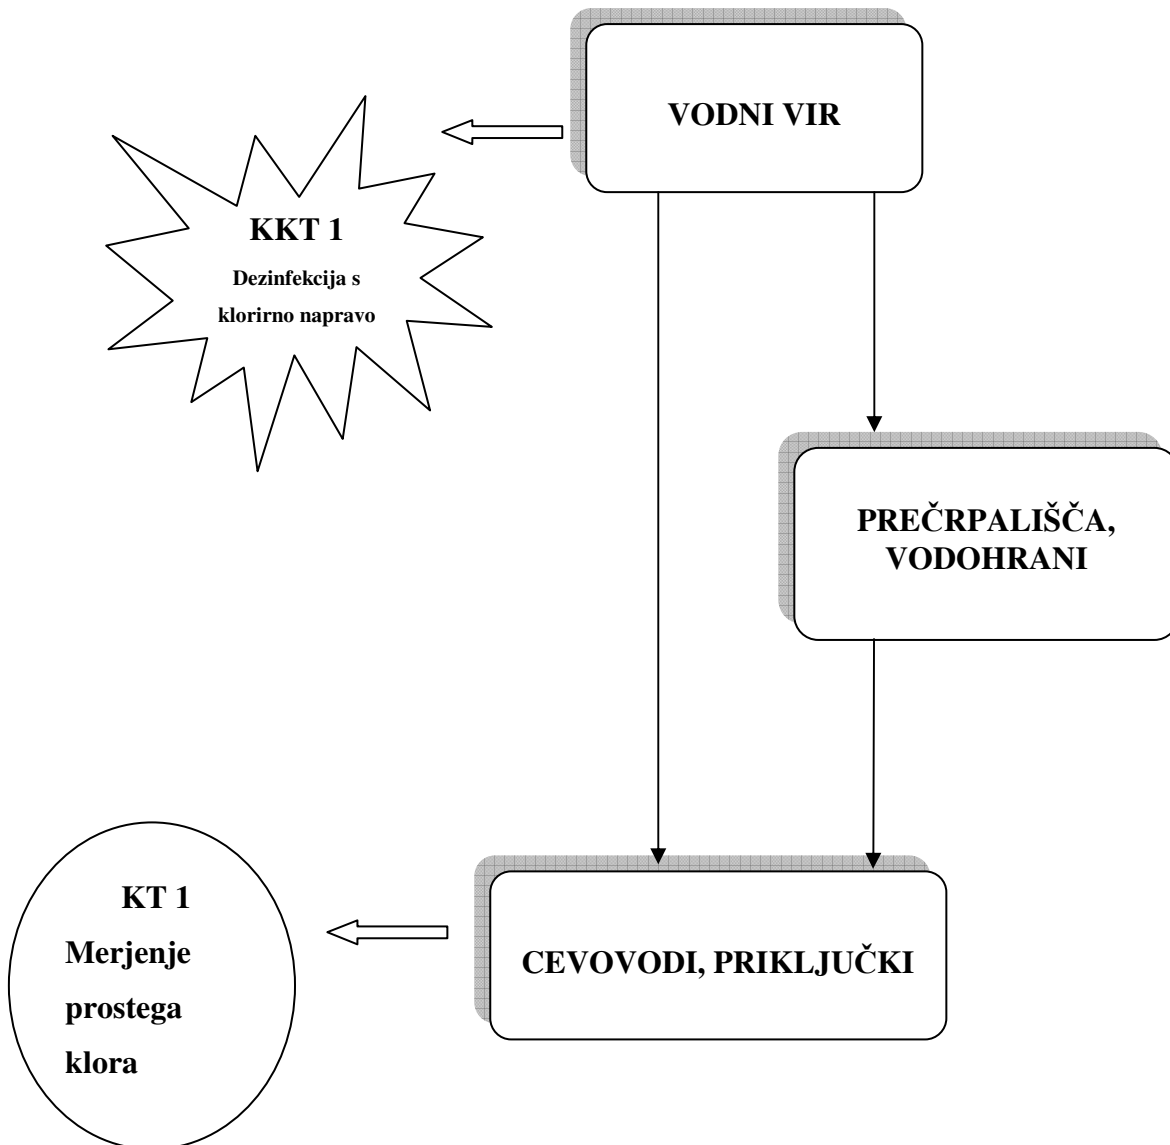 VODNI VIR
KKT 1
Dezinfekcija s
klorirno napravo
PREČRPALIŠČA,
VODOHRANI
KT 1
Merjenje
prostega
klora
CEVOVODI, PRIKLJUČKI